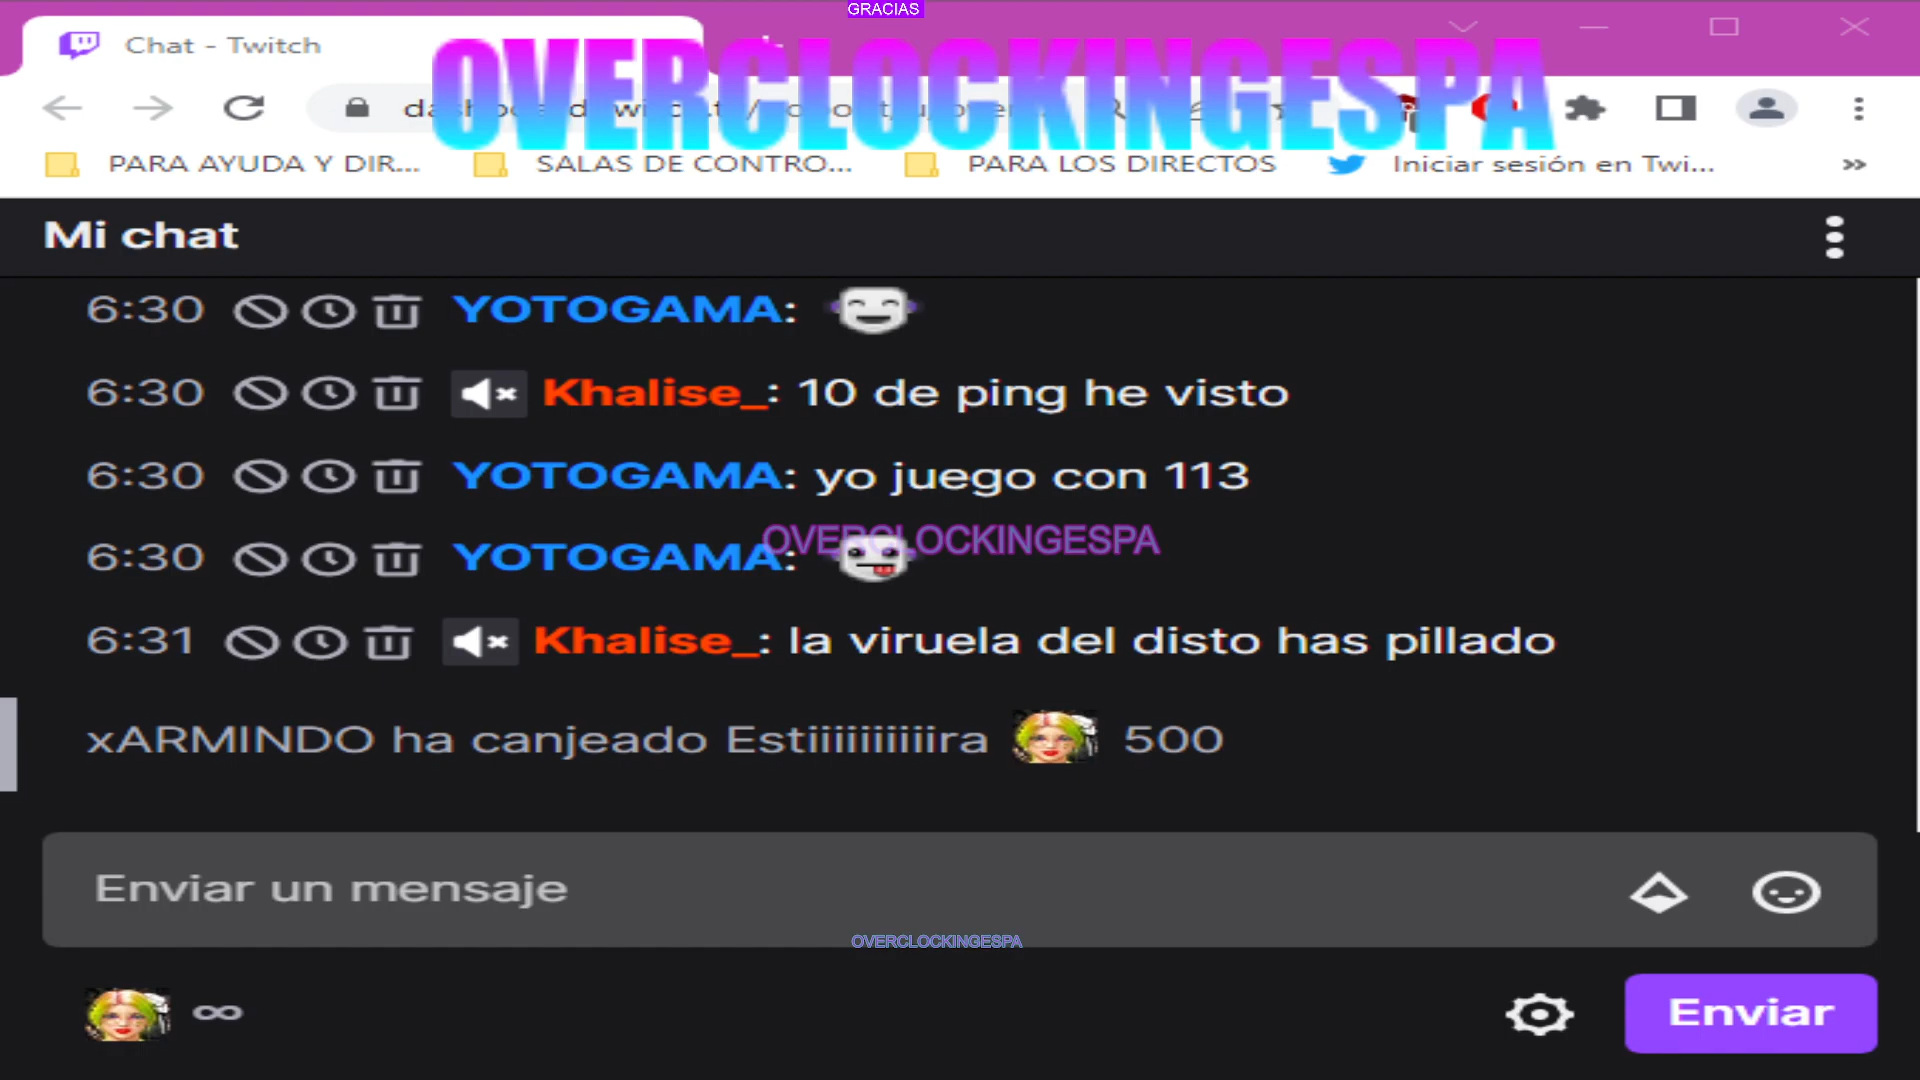 GRACIAS
Chat - Twitch
OVERCLOCKINGESPA
PARA AYUDA Y DIR... SALAS DE CONTRO... PARA LOS DIRECTOS Iniciar sesión en Twi... »
Mi chat
6:30 YOTOGAMA:
6:30 Khalise_: 10 de ping he visto
6:30 YOTOGAMA: yo juego con 113
OVERCLOCKINGESPA
6:30 YOTOGAMA:
6:31 Khalise_: la viruela del disto has pillado
xARMINDO ha canjeado Estiiiiiiiiiiira 500
Enviar un mensaje
OVERCLOCKINGESPA
∞ Enviar